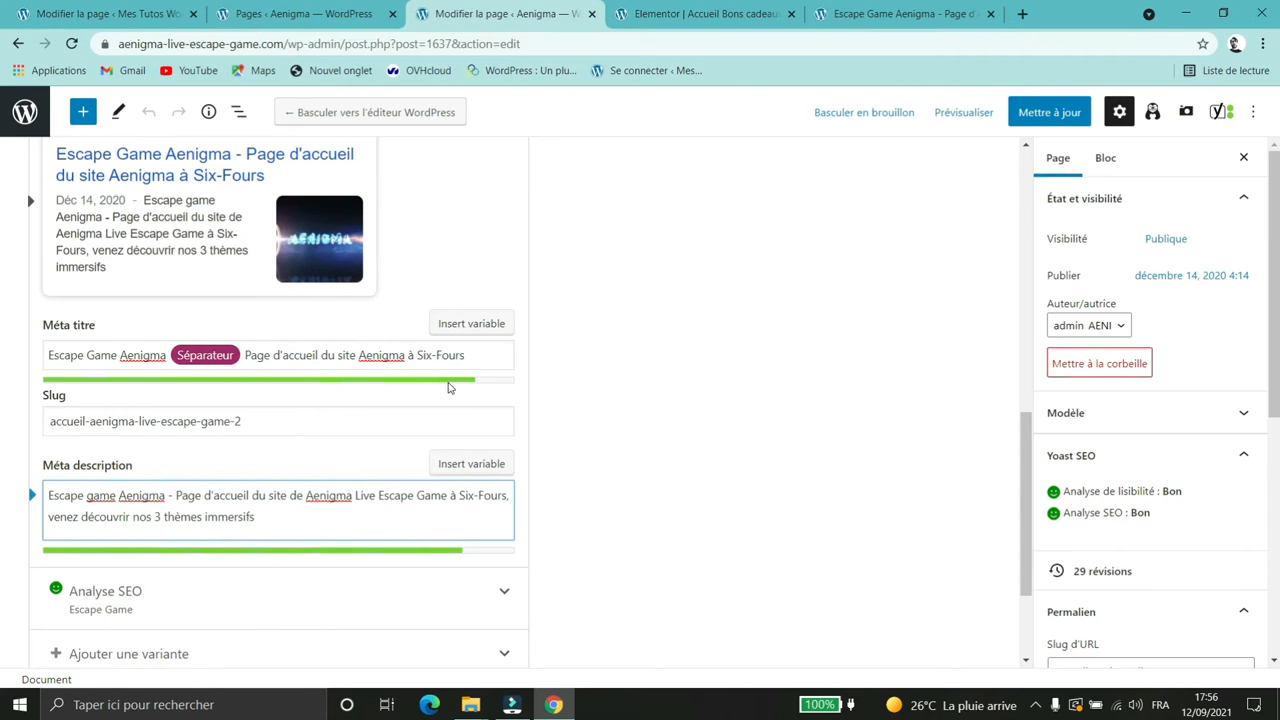 Modifier la page ‹ Mes Tutos Wo
Pages ‹ Aenigma — WordPress
Modifier la page ‹ Aenigma — W
Elementor | Accueil Bons cadeau
Escape Game Aenigma - Page d'
aenigma-live-escape-game.com/wp-admin/post.php?post=1637&action=edit
Applications
Gmail
YouTube
Maps
Nouvel onglet
OVHcloud
WordPress : Un plu...
Se connecter ‹ Mes...
Liste de lecture
← Basculer vers l'éditeur WordPress
Basculer en brouillon
Prévisualiser
Mettre à jour
Escape Game Aenigma - Page d'accueil
du site Aenigma à Six-Fours
Déc 14, 2020 - Escape game
Aenigma - Page d'accueil du site de
Aenigma Live Escape Game à Six-
Fours, venez découvrir nos 3 thèmes
immersifs
AENIGMA
Méta titre
Insert variable
Escape Game Aenigma Séparateur Page d'accueil du site Aenigma à Six-Fours
Slug
accueil-aenigma-live-escape-game-2
Méta description
Insert variable
Escape game Aenigma - Page d'accueil du site de Aenigma Live Escape Game à Six-Fours,
venez découvrir nos 3 thèmes immersifs
Analyse SEO
Escape Game
Ajouter une variante
Document
Page
Bloc
État et visibilité
Visibilité
Publique
Publier
décembre 14, 2020 4:14
Auteur/autrice
admin AENI
Mettre à la corbeille
Modèle
Yoast SEO
Analyse de lisibilité : Bon
Analyse SEO : Bon
29 révisions
Permalien
Slug d'URL
Taper ici pour rechercher
100%
26°C La pluie arrive
FRA
17:56
12/09/2021